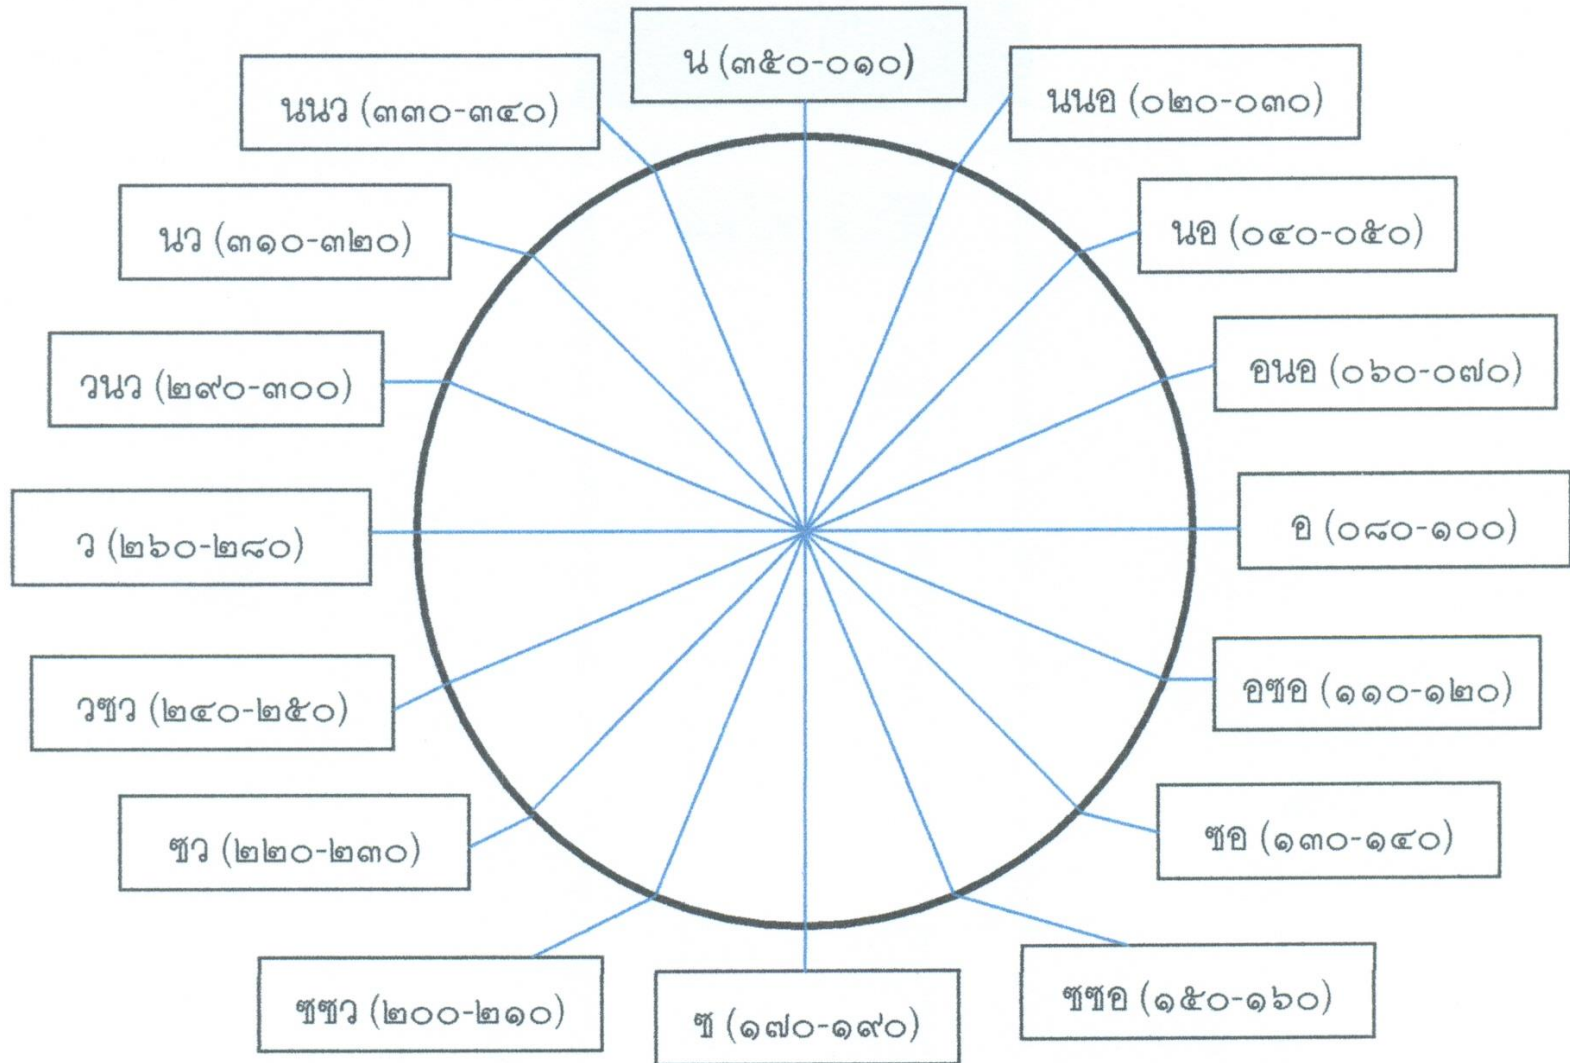 น (๓๕๐-๐๑๐)
นนว (๓๓๐-๓๔๐)
นนอ (๐๒๐-๐๓๐)
นว (๓๑๐-๓๒๐)
นอ (๐๔๐-๐๕๐)
วนว (๒๙๐-๓๐๐)
อนอ (๐๖๐-๐๗๐)
ว (๒๖๐-๒๘๐)
อ (๐๘๐-๑๐๐)
วซว (๒๔๐-๒๕๐)
อซอ (๑๑๐-๑๒๐)
ซว (๒๒๐-๒๓๐)
ซอ (๑๓๐-๑๔๐)
ซซว (๒๐๐-๒๑๐)
ซ (๑๗๐-๑๙๐)
ซซอ (๑๕๐-๑๖๐)